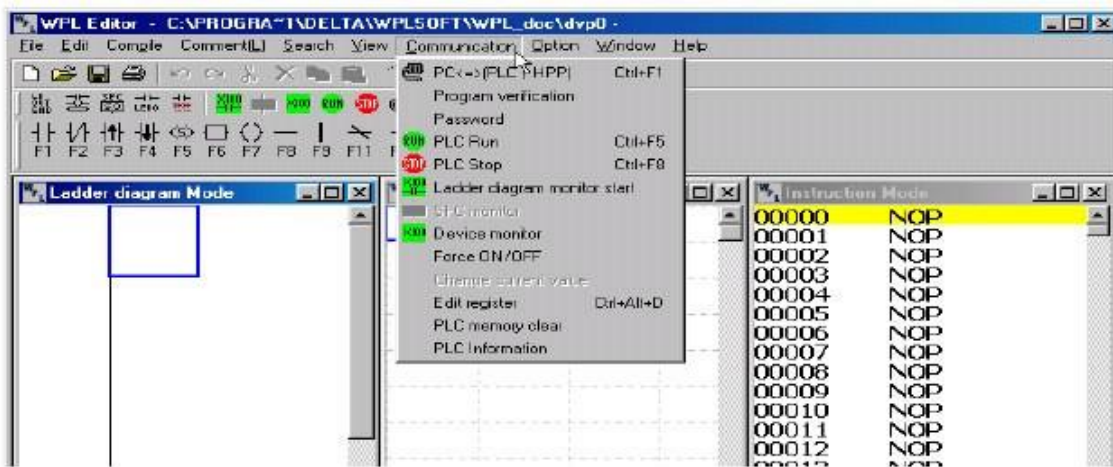 WPL Editor - C:\PROGRA~1\DELTA\WPLSOFT\WPL_doc\dvp0 -
File Edit Compile Comment(L) Search View Communication Option Window Help
PC<=>(PLC HPP) Ctrl+F1
Program verification
Password
RUN PLC Run Ctrl+F5
PLC Stop Ctrl+F8
Ladder diagram monitor start
SFC monitor
Device monitor
Force ON/OFF
Change current value
Edit register Ctrl+Alt+D
PLC memory clear
PLC Information
F1 F2 F3 F4 F5 F6 F7 F8 F9 F11
Ladder diagram Mode
Instruction Mode
00000 NOP
00001 NOP
00002 NOP
00003 NOP
00004 NOP
00005 NOP
00006 NOP
00007 NOP
00008 NOP
00009 NOP
00010 NOP
00011 NOP
00012 NOP